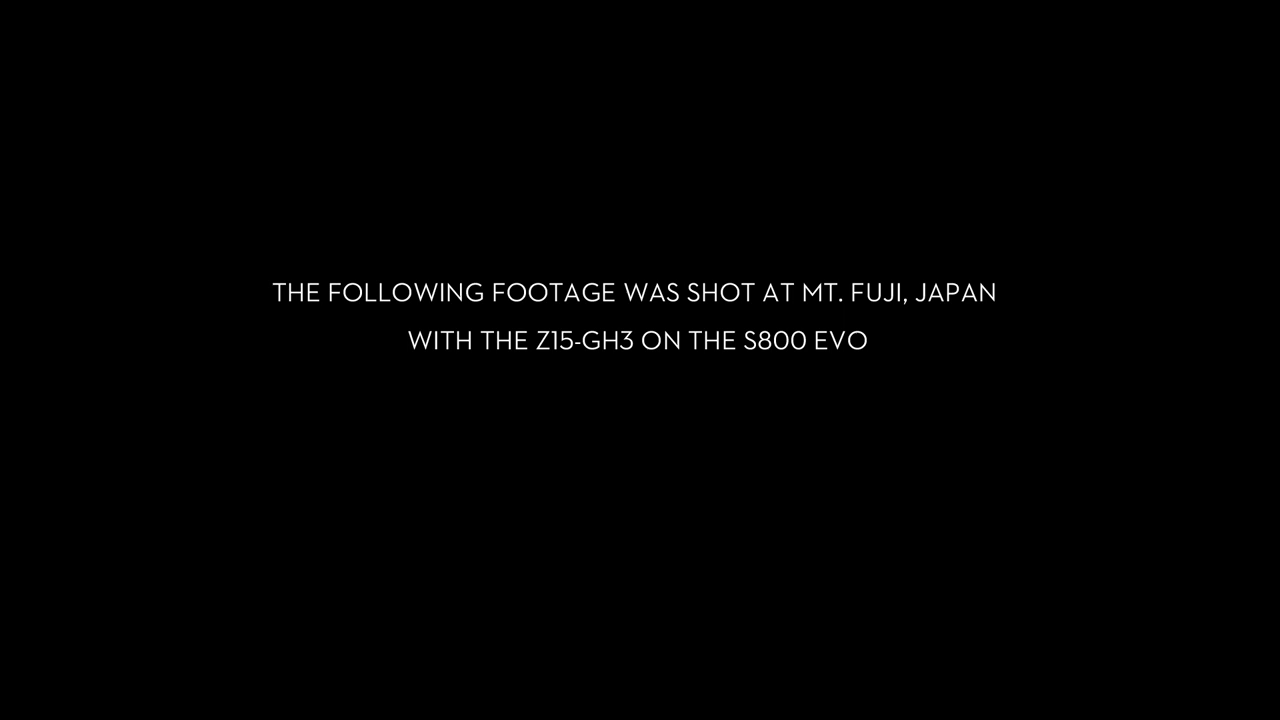 THE FOLLOWING FOOTAGE WAS SHOT AT MT. FUJI, JAPAN
WITH THE Z15-GH3 ON THE S800 EVO